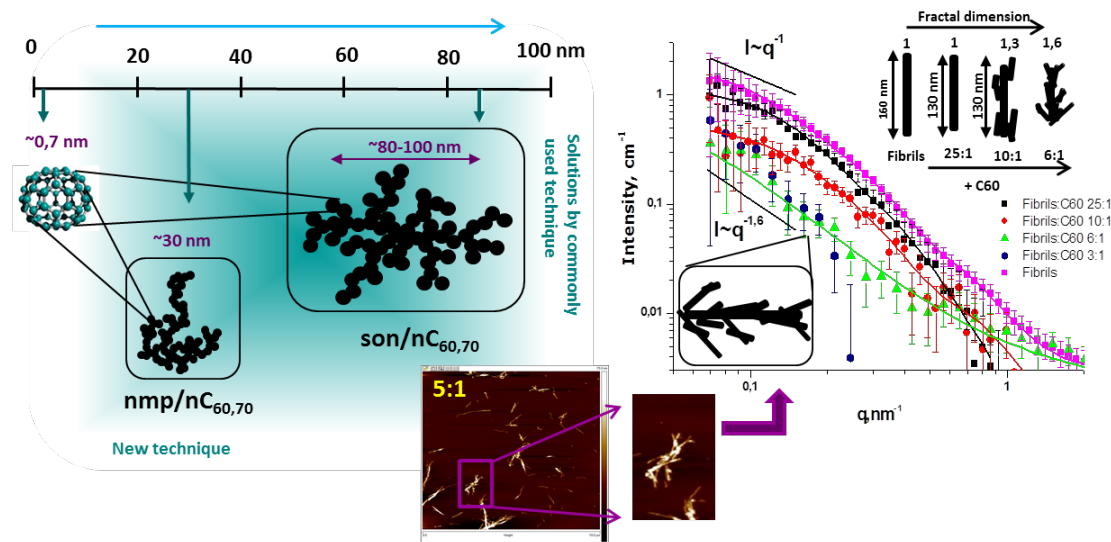 0
20
40
60
80
100 nm
~0,7 nm
~80-100 nm
~30 nm
son/nC60,70
nmp/nC60,70
Solutions by commonly
used technique
New technique
5:1
I~q-1
I~q-1,6
Intensity, cm-1
1
0,1
0,01
0,1
1
q,nm-1
Fractal dimension
1
1
1,3
1,6
160 nm
130 nm
130 nm
Fibrils
25:1
10:1
6:1
+ C60
Fibrils:C60 25:1
Fibrils:C60 10:1
Fibrils:C60 6:1
Fibrils:C60 3:1
Fibrils